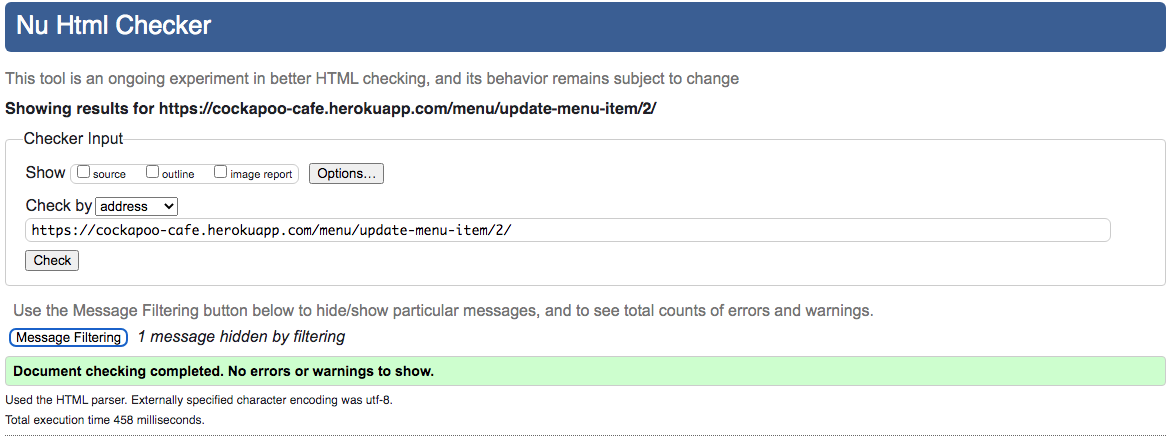 Nu Html Checker
This tool is an ongoing experiment in better HTML checking, and its behavior remains subject to change
Showing results for https://cockapoo-cafe.herokuapp.com/menu/update-menu-item/2/
Checker Input
Show source outline image report Options...
Check by address
https://cockapoo-cafe.herokuapp.com/menu/update-menu-item/2/
Check
Use the Message Filtering button below to hide/show particular messages, and to see total counts of errors and warnings.
Message Filtering 1 message hidden by filtering
Document checking completed. No errors or warnings to show.
Used the HTML parser. Externally specified character encoding was utf-8.
Total execution time 458 milliseconds.